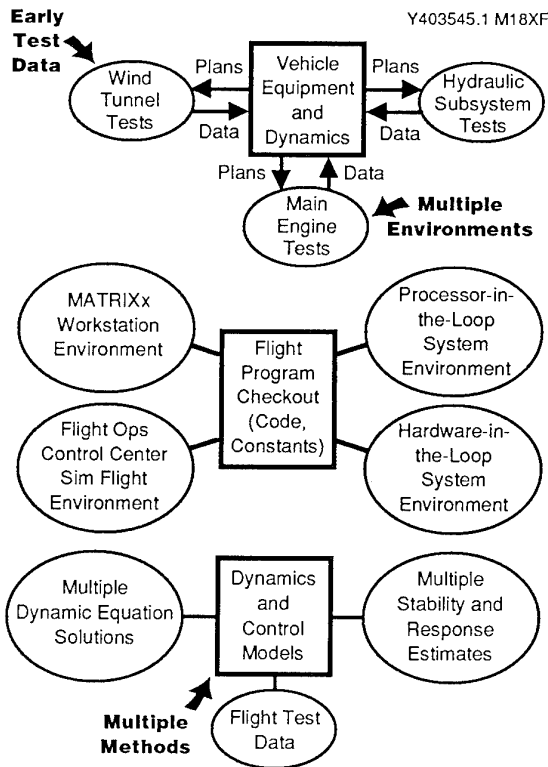 Early
Test
Data
Y403545.1 M18XF
Wind
Tunnel
Tests
Plans
Data
Vehicle
Equipment
and
Dynamics
Plans
Data
Hydraulic
Subsystem
Tests
Plans
Data
Main
Engine
Tests
Multiple
Environments
MATRIXx
Workstation
Environment
Processor-in-
the-Loop
System
Environment
Flight
Program
Checkout
(Code,
Constants)
Flight Ops
Control Center
Sim Flight
Environment
Hardware-in-
the-Loop
System
Environment
Multiple
Dynamic Equation
Solutions
Dynamics
and
Control
Models
Multiple
Stability and
Response
Estimates
Multiple
Methods
Flight Test
Data